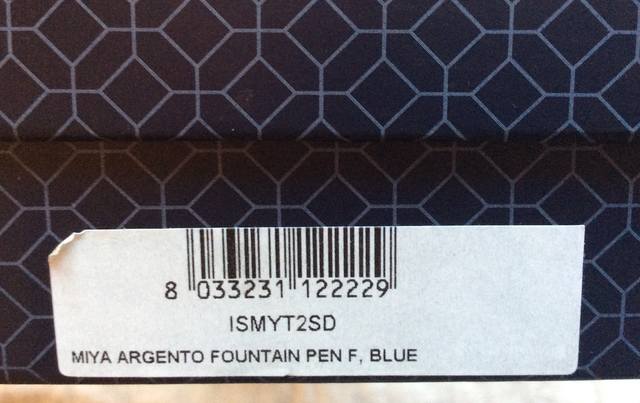 8 033231 122229
ISMYT2SD
MIYA ARGENTO FOUNTAIN PEN F, BLUE